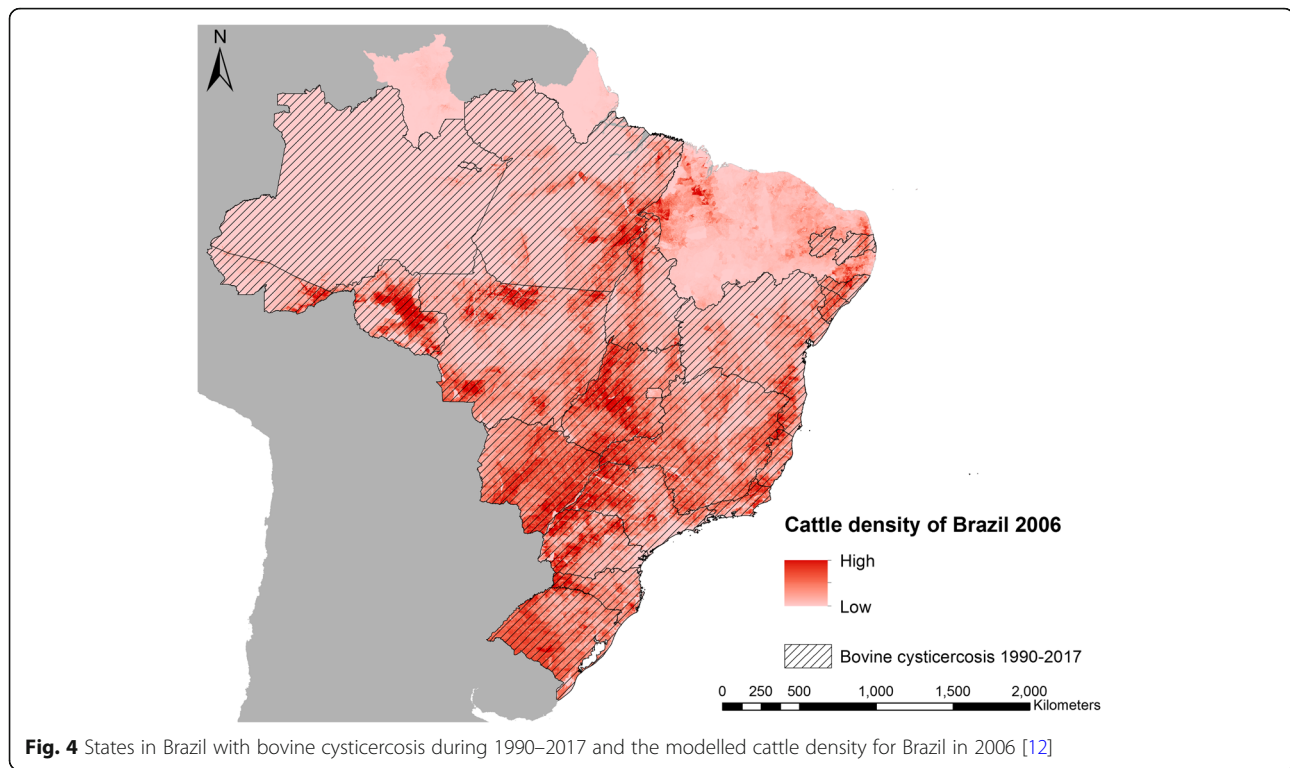 N
Cattle density of Brazil 2006
High
Low
Bovine cysticercosis 1990-2017
0 250 500 1,000 1,500 2,000
Kilometers
Fig. 4 States in Brazil with bovine cysticercosis during 1990–2017 and the modelled cattle density for Brazil in 2006 [12]